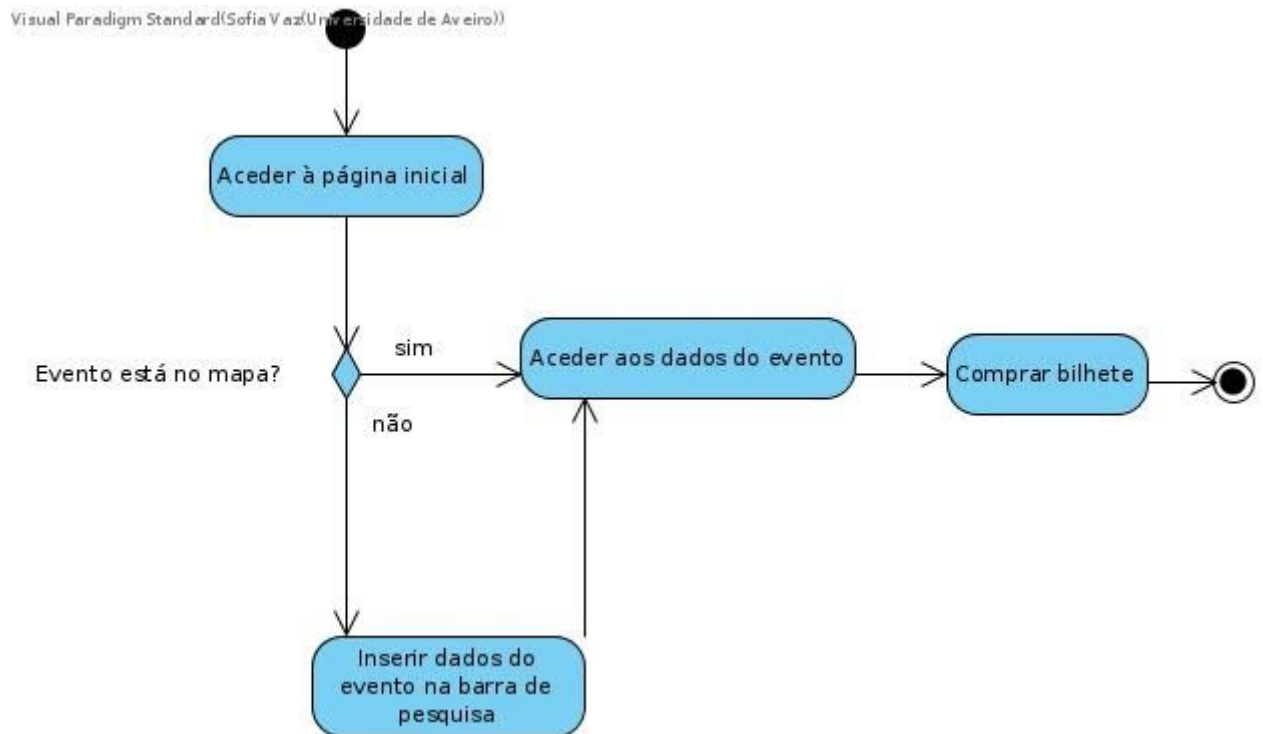 Visual Paradigm Standard(Sofia Vaz(Universidade de Aveiro))
Aceder à página inicial
Evento está no mapa?
sim
não
Aceder aos dados do evento
Comprar bilhete
Inserir dados do
evento na barra de
pesquisa